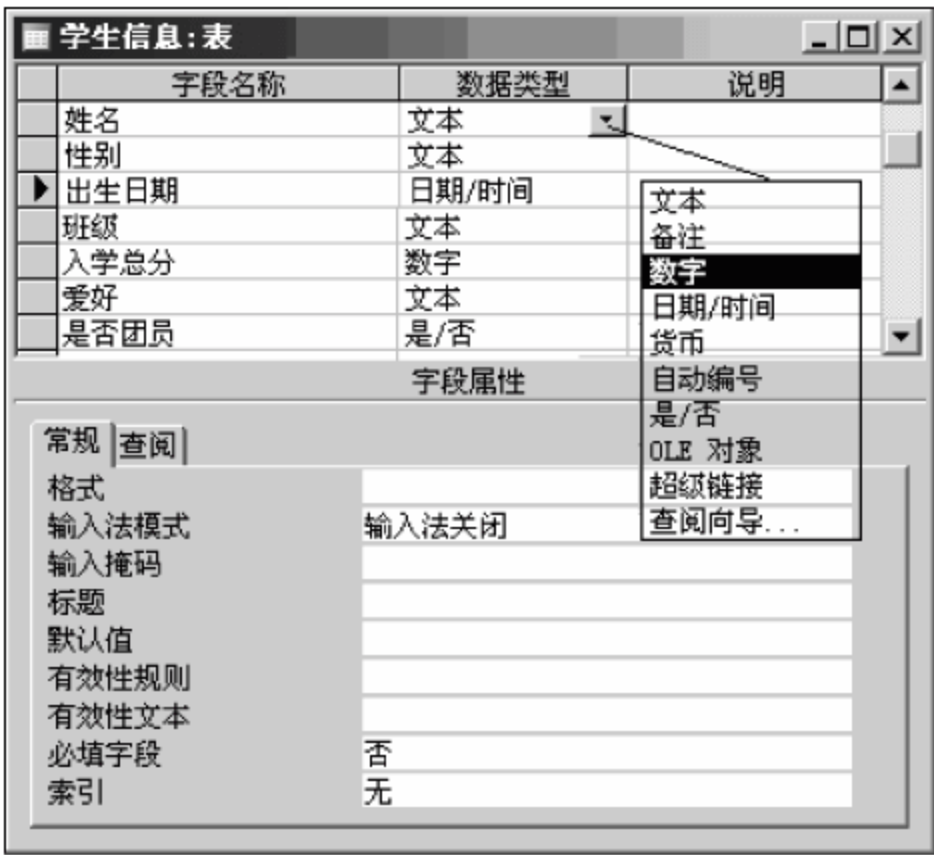 学生信息:表
字段名称 数据类型 说明
姓名 文本
性别 文本
出生日期 日期/时间
班级 文本
入学总分 数字
爱好 文本
是否团员 是/否
文本
备注
数字
日期/时间
货币
自动编号
是/否
OLE 对象
超级链接
查阅向导...
字段属性
常规 查阅
格式
输入法模式 输入法关闭
输入掩码
标题
默认值
有效性规则
有效性文本
必填字段 否
索引 无